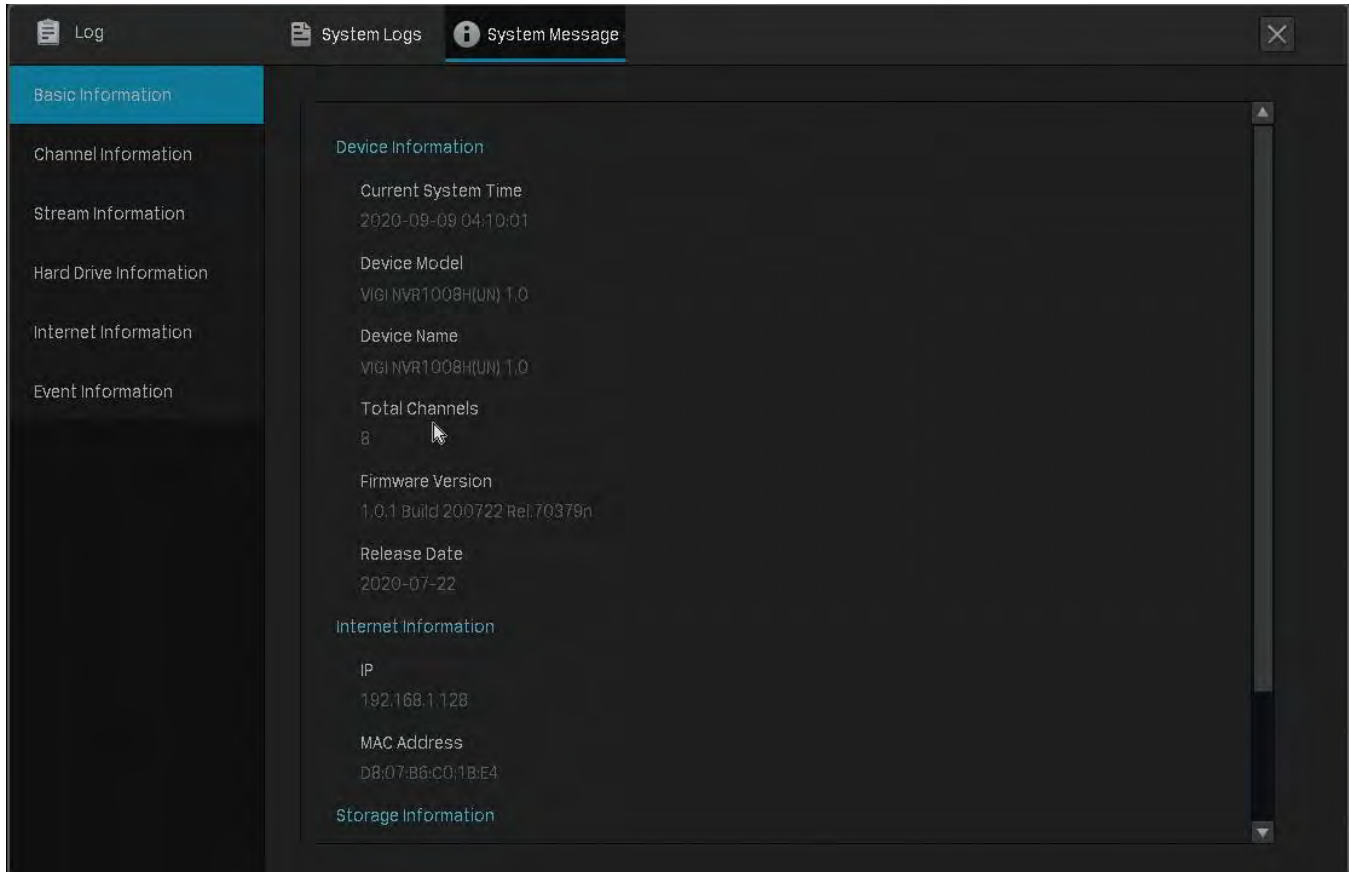 Log
System Logs
System Message
Basic Information
Channel Information
Stream Information
Hard Drive Information
Internet Information
Event Information
Device Information
Current System Time
2020-09-09 04:10:01
Device Model
VIGI NVR1008H(UN) 1.0
Device Name
VIGI NVR1008H(UN) 1.0
Total Channels
8
Firmware Version
1.0.1 Build 200722 Rel.70379n
Release Date
2020-07-22
Internet Information
IP
192.168.1.128
MAC Address
D8:07:B6:C0:1B:E4
Storage Information